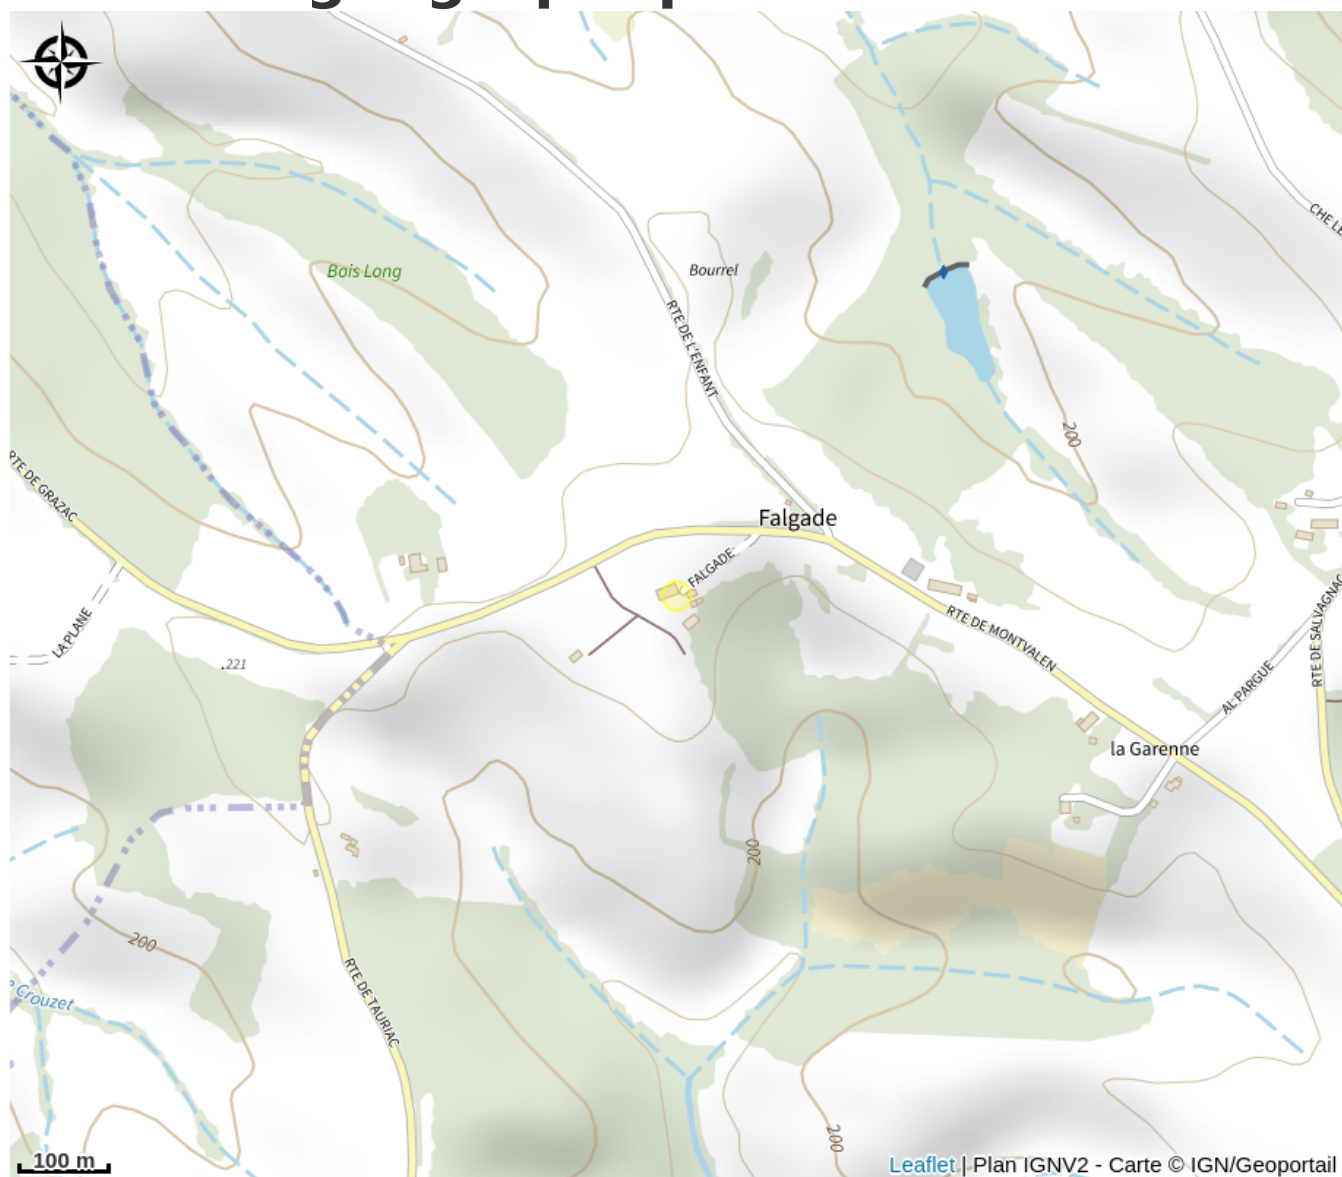 Bois Long
Bourrel
RTE DE L'ENFANT
CHE LE
200
RTE DE GRAZAC
Falgade
FALGADE
LA PLANE
.221
RTE DE MONTVALEN
AL PARGUE
RTE DE SALVAGNAC
la Garenne
200
200
Crouzet
RTE DE TAURIAC
200
100 m
Leaflet | Plan IGNV2 - Carte © IGN/Geoportail